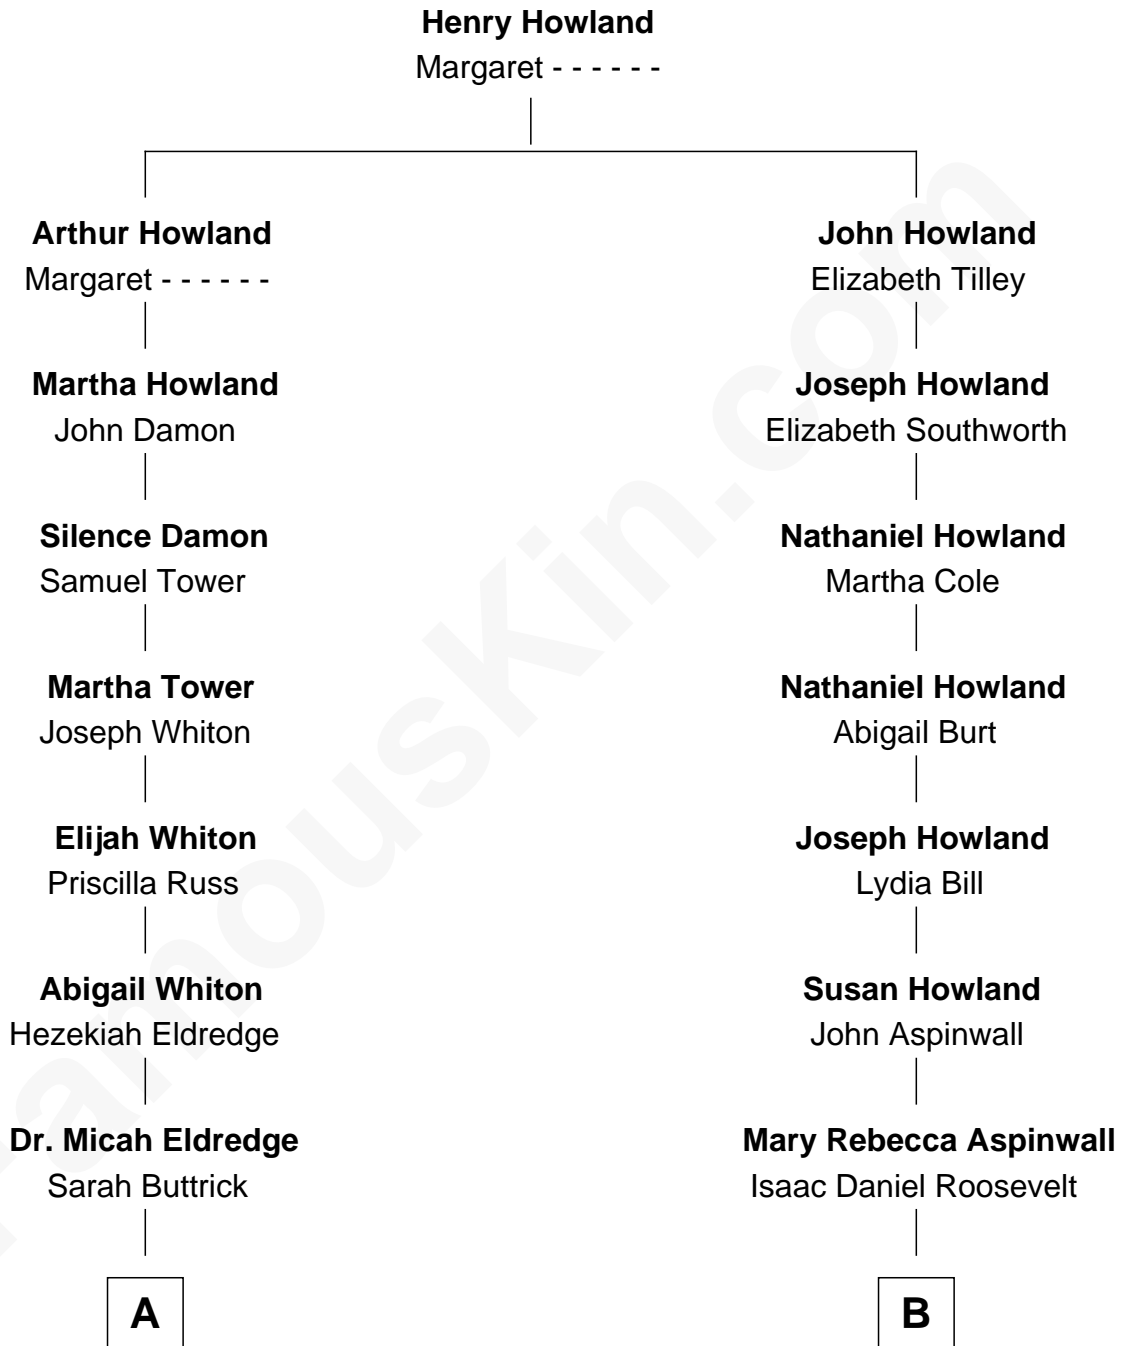 Henry Howland
Margaret - - - - - -
Arthur Howland
Margaret - - - - - -
John Howland
Elizabeth Tilley
Martha Howland
John Damon
Joseph Howland
Elizabeth Southworth
Silence Damon
Samuel Tower
Nathaniel Howland
Martha Cole
Martha Tower
Joseph Whiton
Nathaniel Howland
Abigail Burt
Elijah Whiton
Priscilla Russ
Joseph Howland
Lydia Bill
Abigail Whiton
Hezekiah Eldredge
Susan Howland
John Aspinwall
Dr. Micah Eldredge
Sarah Buttrick
Mary Rebecca Aspinwall
Isaac Daniel Roosevelt
A
B
FamousKin.com